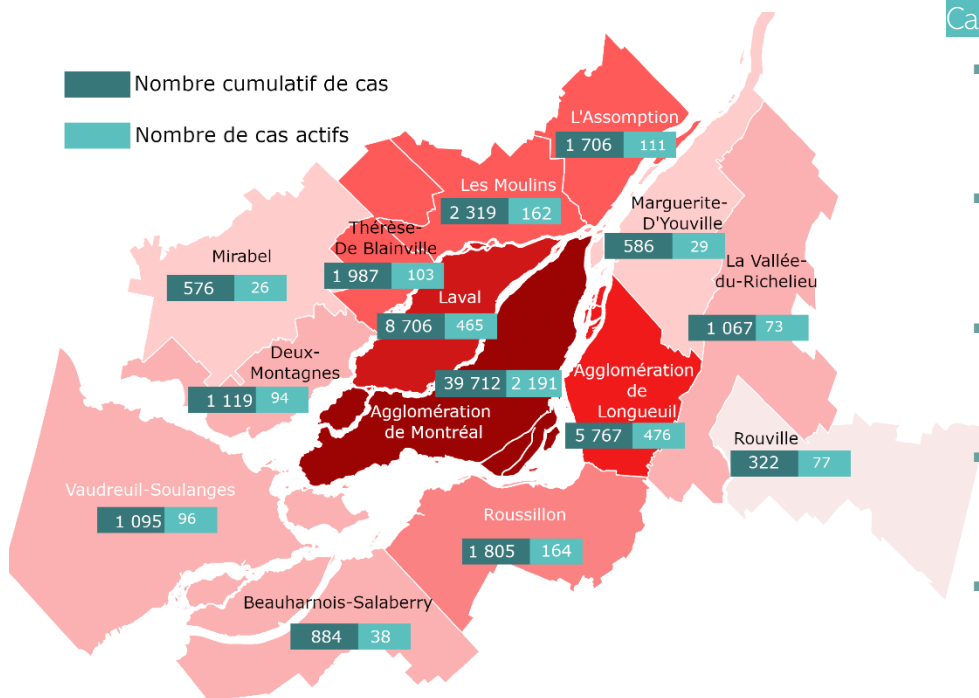 Ca
Nombre cumulatif de cas
Nombre de cas actifs
L'Assomption
1 706 111
Les Moulins
2 319 162
Marguerite-
D'Youville
586 29
Thérèse-
De Blainville
1 987 103
Mirabel
576 26
La Vallée-
du-Richelieu
1 067 73
Laval
8 706 465
Deux-
Montagnes
1 119 94
39 712 2 191
Agglomération
de Montréal
Agglomération
de
Longueuil
5 767 476
Rouville
322 77
Vaudreuil-Soulanges
1 095 96
Roussillon
1 805 164
Beauharnois-Salaberry
884 38